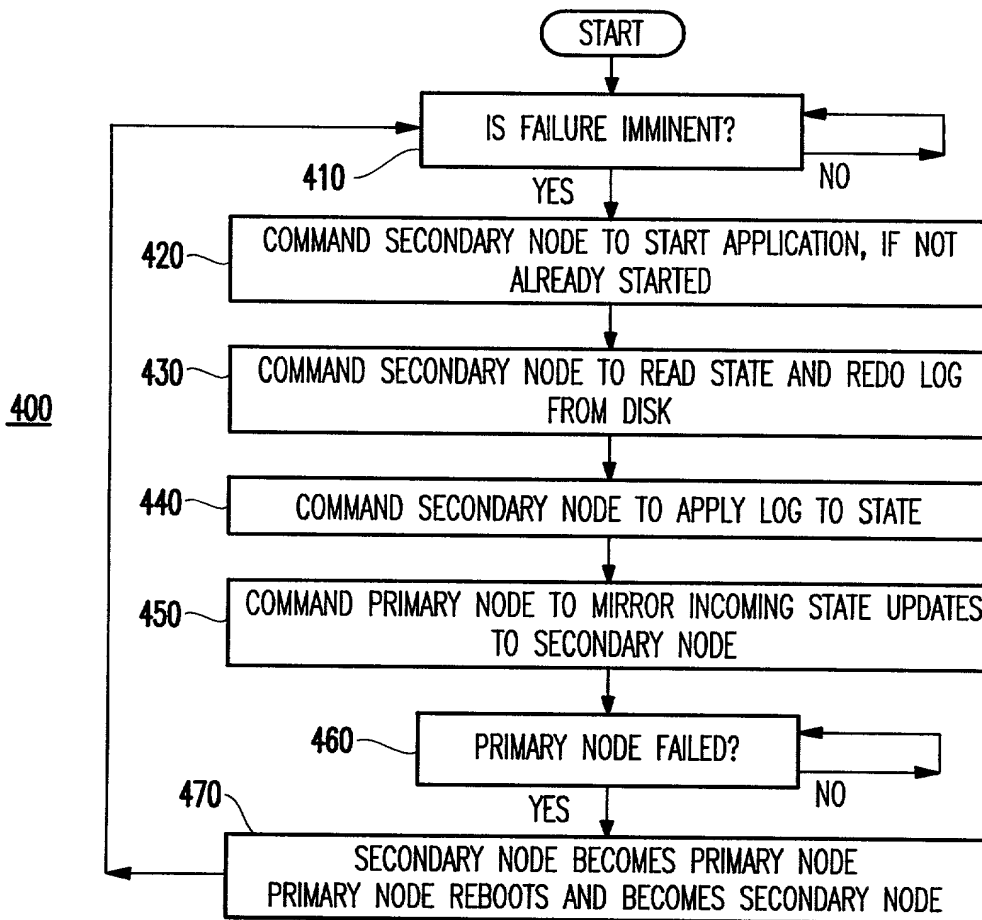 START
IS FAILURE IMMINENT?
410
NO
YES
420
COMMAND SECONDARY NODE TO START APPLICATION, IF NOT
ALREADY STARTED
430
COMMAND SECONDARY NODE TO READ STATE AND REDO LOG
FROM DISK
400
440
COMMAND SECONDARY NODE TO APPLY LOG TO STATE
450
COMMAND PRIMARY NODE TO MIRROR INCOMING STATE UPDATES
TO SECONDARY NODE
460
PRIMARY NODE FAILED?
NO
YES
470
SECONDARY NODE BECOMES PRIMARY NODE
PRIMARY NODE REBOOTS AND BECOMES SECONDARY NODE